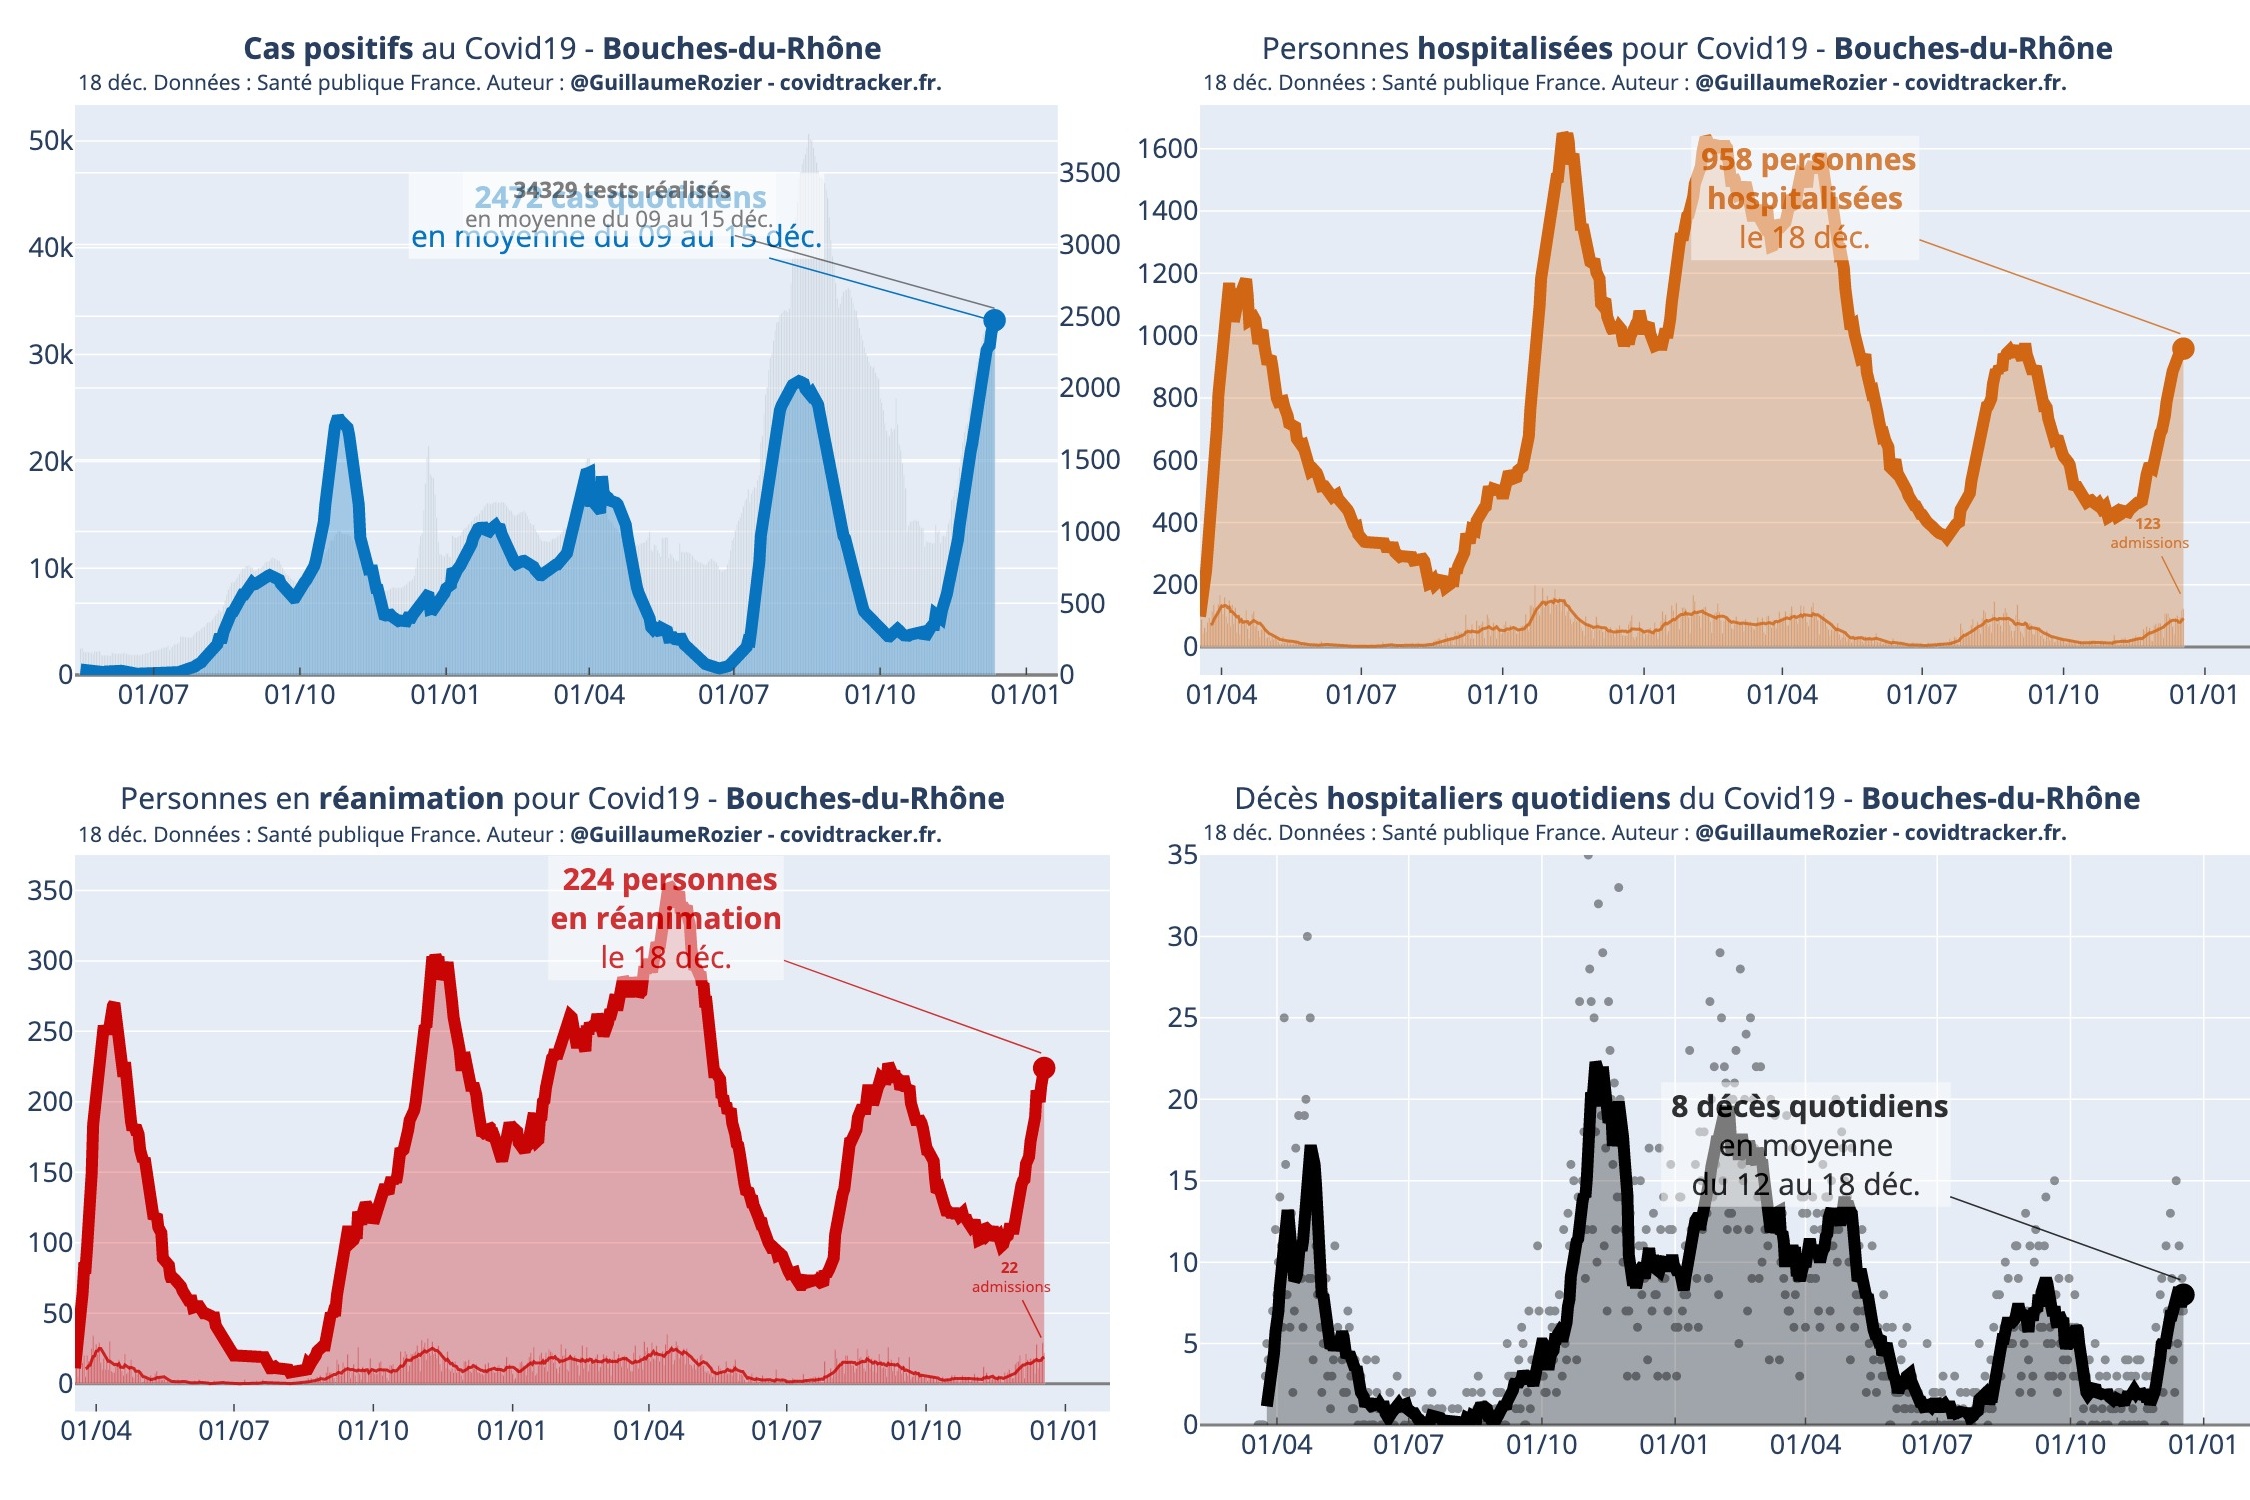 Cas positifs au Covid19 - Bouches-du-Rhône
18 déc. Données : Santé publique France. Auteur : @GuillaumeRozier - covidtracker.fr.
50k
40k
30k
20k
10k
0
3500
3000
2500
2000
1500
1000
500
0
34329 tests réalisés
en moyenne du 09 au 15 déc.
2472 cas quotidiens
en moyenne du 09 au 15 déc.
01/07 01/10 01/01 01/04 01/07 01/10 01/01
Personnes hospitalisées pour Covid19 - Bouches-du-Rhône
18 déc. Données : Santé publique France. Auteur : @GuillaumeRozier - covidtracker.fr.
1600
1400
1200
1000
800
600
400
200
0
958 personnes
hospitalisées
le 18 déc.
123
admissions
01/04 01/07 01/10 01/01 01/04 01/07 01/10 01/01
Personnes en réanimation pour Covid19 - Bouches-du-Rhône
18 déc. Données : Santé publique France. Auteur : @GuillaumeRozier - covidtracker.fr.
350
300
250
200
150
100
50
0
224 personnes
en réanimation
le 18 déc.
22
admissions
01/04 01/07 01/10 01/01 01/04 01/07 01/10 01/01
Décès hospitaliers quotidiens du Covid19 - Bouches-du-Rhône
18 déc. Données : Santé publique France. Auteur : @GuillaumeRozier - covidtracker.fr.
35
30
25
20
15
10
5
0
8 décès quotidiens
en moyenne
du 12 au 18 déc.
01/04 01/07 01/10 01/01 01/04 01/07 01/10 01/01